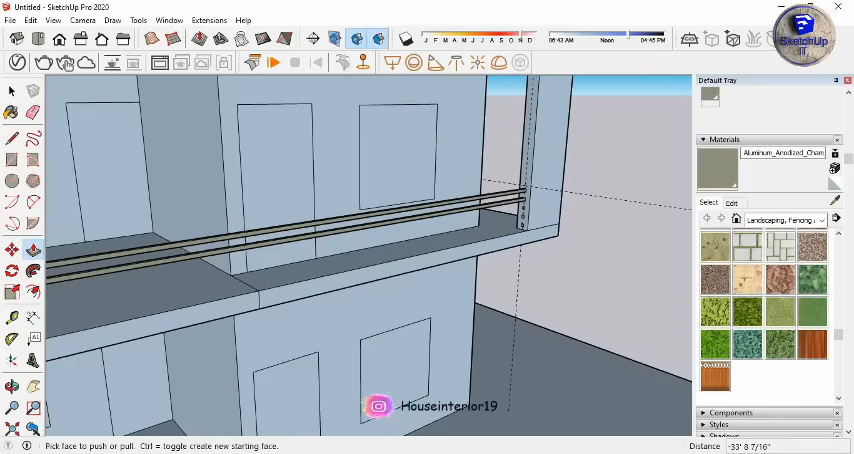 Untitled - SketchUp Pro 2020
File Edit View Camera Draw Tools Window Extensions Help
J F M A M J J A S O N D
06:43 AM Noon 04:45 PM
SketchUp
IT
Default Tray
Materials
Aluminum_Anodized_Cham
Select Edit
Landscaping, Fencing a
A1
Houseinterior19
Components
Styles
Shadows
Pick face to push or pull. Ctrl = toggle create new starting face.
Distance -33' 8 7/16"